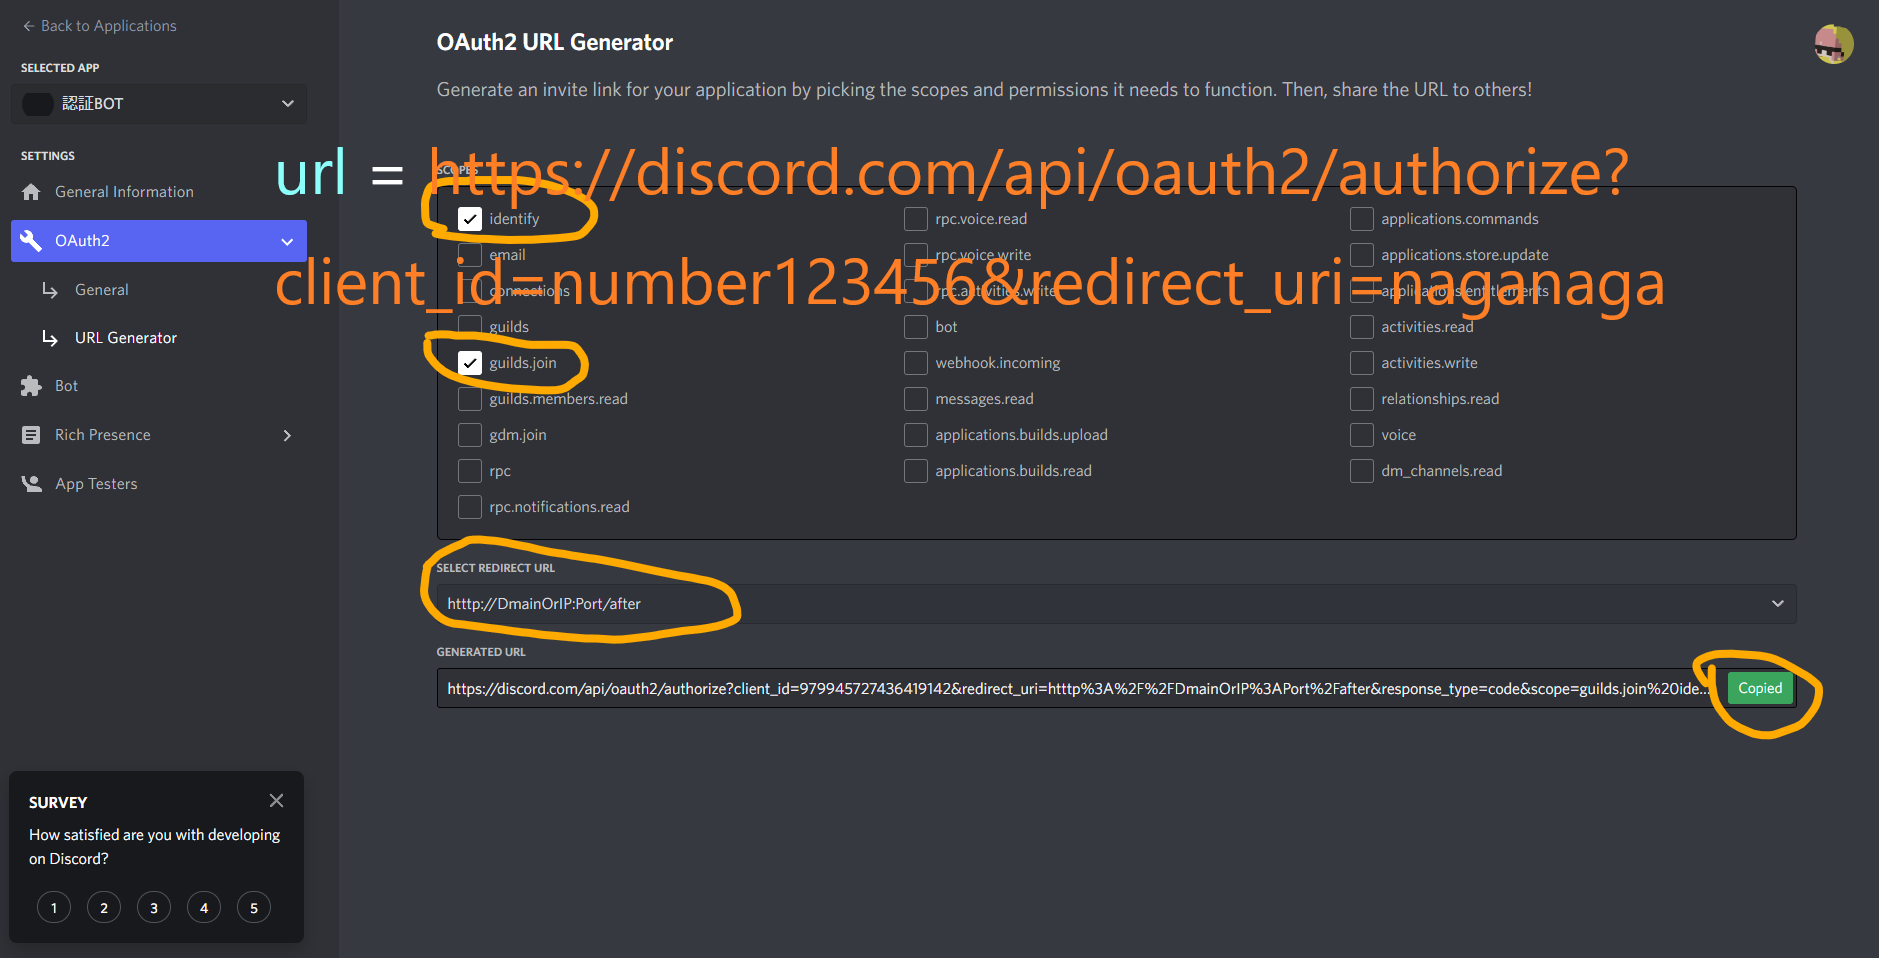 Back to Applications
SELECTED APP
認証BOT
SETTINGS
General Information
OAuth2
General
URL Generator
Bot
Rich Presence
App Testers
SURVEY
How satisfied are you with developing
on Discord?
1 2 3 4 5
OAuth2 URL Generator
Generate an invite link for your application by picking the scopes and permissions it needs to function. Then, share the URL to others!
url = https://discord.com/api/oauth2/authorize?
client_id=number123456&redirect_uri=naganaga
SCOPES
identify
email
connections
guilds
guilds.join
guilds.members.read
gdm.join
rpc
rpc.notifications.read
rpc.voice.read
rpc.voice.write
rpc.activities.write
bot
webhook.incoming
messages.read
applications.builds.upload
applications.builds.read
applications.commands
applications.store.update
applications.entitlements
activities.read
activities.write
relationships.read
voice
dm_channels.read
SELECT REDIRECT URL
htttp://DmainOrIP:Port/after
GENERATED URL
https://discord.com/api/oauth2/authorize?client_id=979945727436419142&redirect_uri=htttp%3A%2F%2FDmainOrIP%3APort%2Fafter&response_type=code&scope=guilds.join%20ide...
Copied